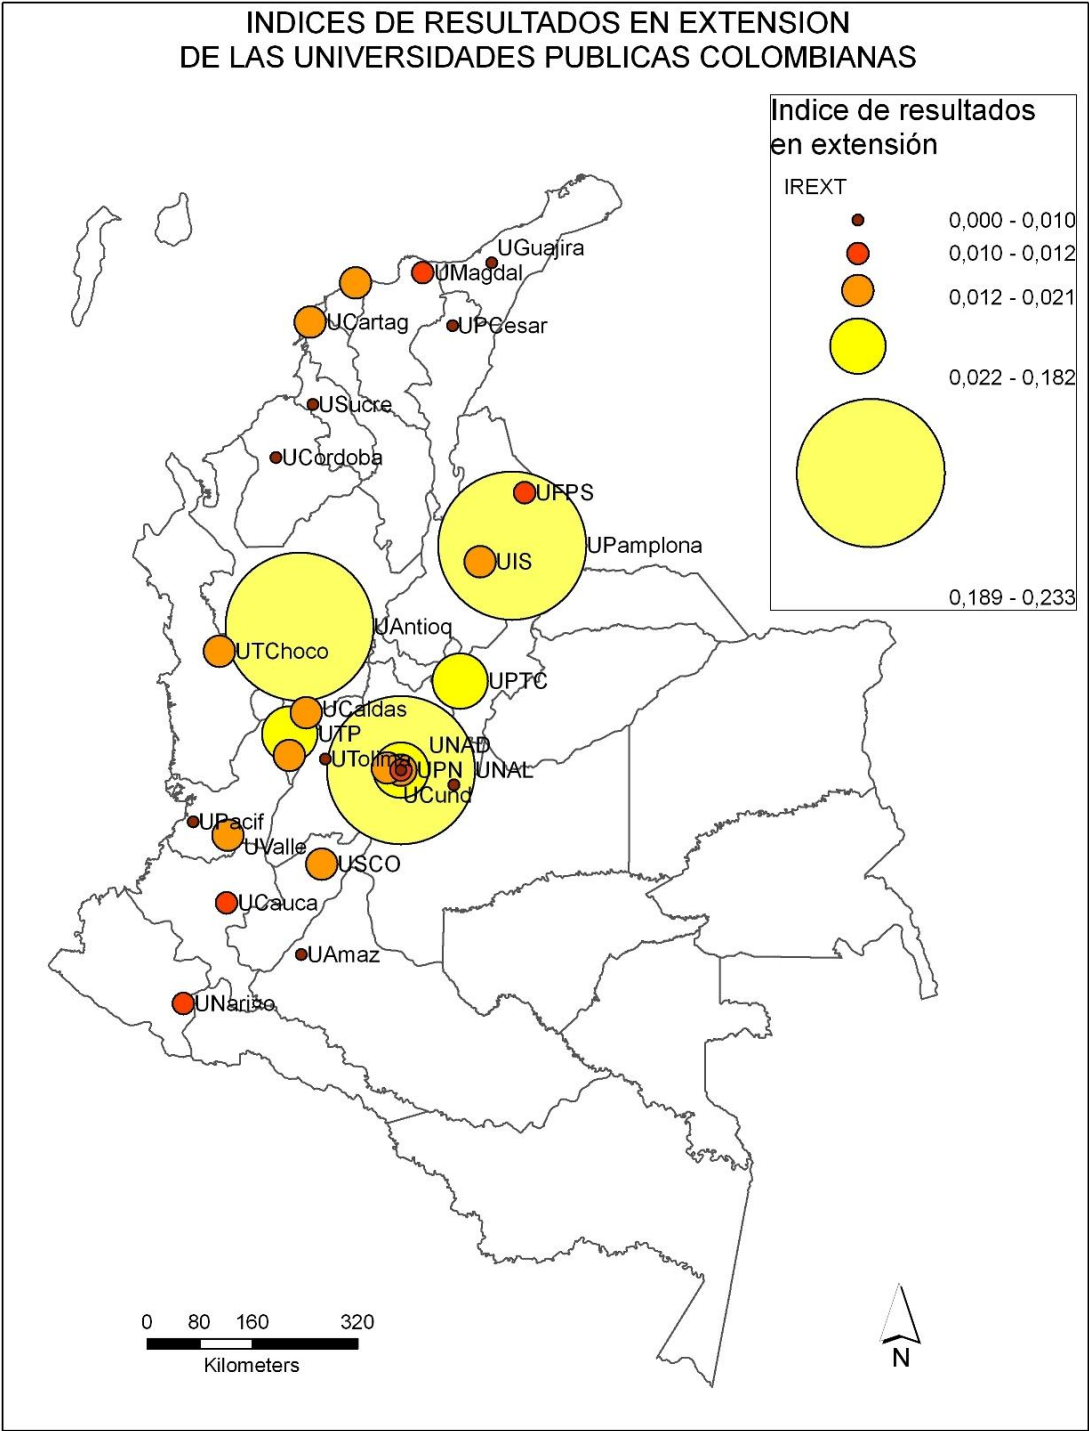 INDICES DE RESULTADOS EN EXTENSION
DE LAS UNIVERSIDADES PUBLICAS COLOMBIANAS
Indice de resultados
en extensión
IREXT
0,000 - 0,010
0,010 - 0,012
0,012 - 0,021
0,022 - 0,182
0,189 - 0,233
UGuajira
UMagdal
UCartag
UPCesar
USucre
UCordoba
UFPS
UPamplona
UIS
UAntioq
UTChoco
UPTC
UCaldas
UTP
UNAD
UTolima
UPN
UNAL
UCund
UPacif
UValle
USCO
UCauca
UAmaz
UNariño
0 80 160 320
Kilometers
N